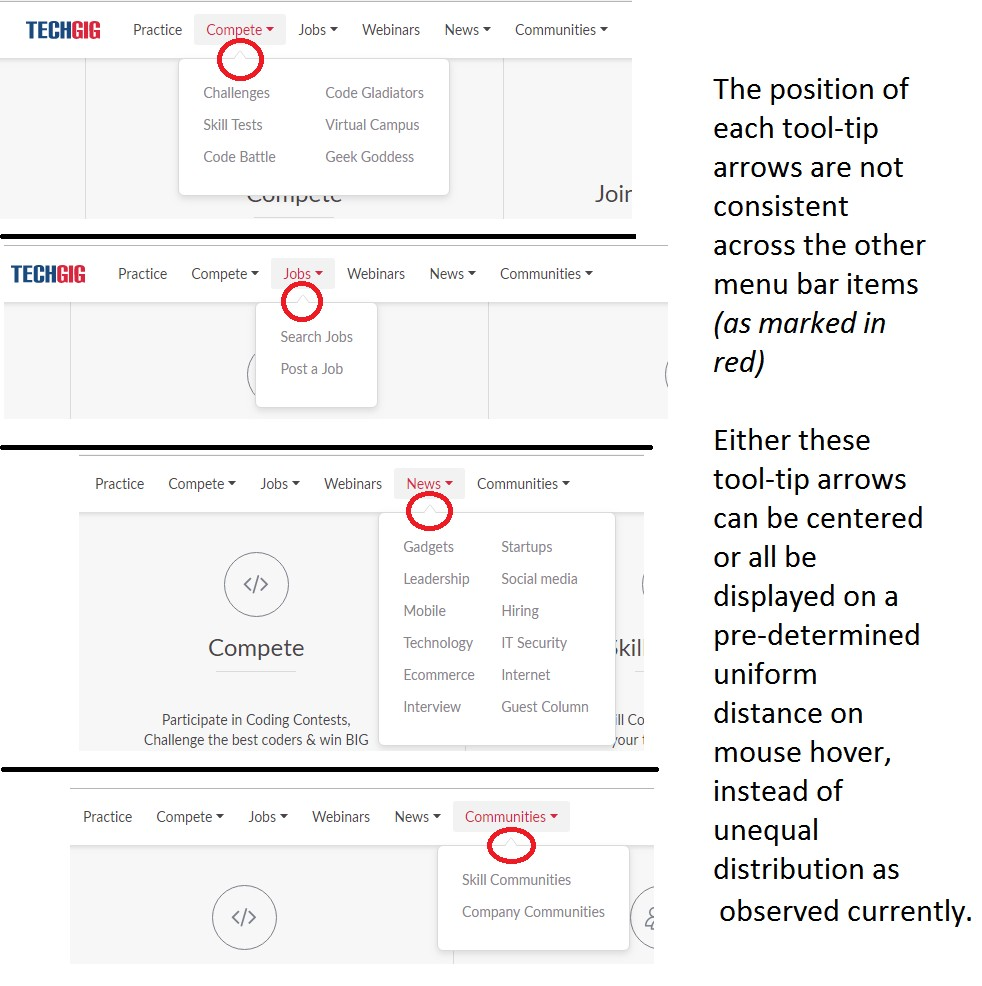 TECHGIG Practice Compete Jobs Webinars News Communities
Challenges Code Gladiators
Skill Tests Virtual Campus
Code Battle Geek Goddess
Compete
Join
TECHGIG Practice Compete Jobs Webinars News Communities
Search Jobs
Post a Job
Practice Compete Jobs Webinars News Communities
Gadgets Startups
Leadership Social media
Mobile Hiring
Technology IT Security
Ecommerce Internet
Interview Guest Column
</>
Compete
Skil
Participate in Coding Contests,
Challenge the best coders & win BIG
ill Co
your t
Practice Compete Jobs Webinars News Communities
Skill Communities
Company Communities
</>
The position of
each tool-tip
arrows are not
consistent
across the other
menu bar items
(as marked in
red)
Either these
tool-tip arrows
can be centered
or all be
displayed on a
pre-determined
uniform
distance on
mouse hover,
instead of
unequal
distribution as
observed currently.